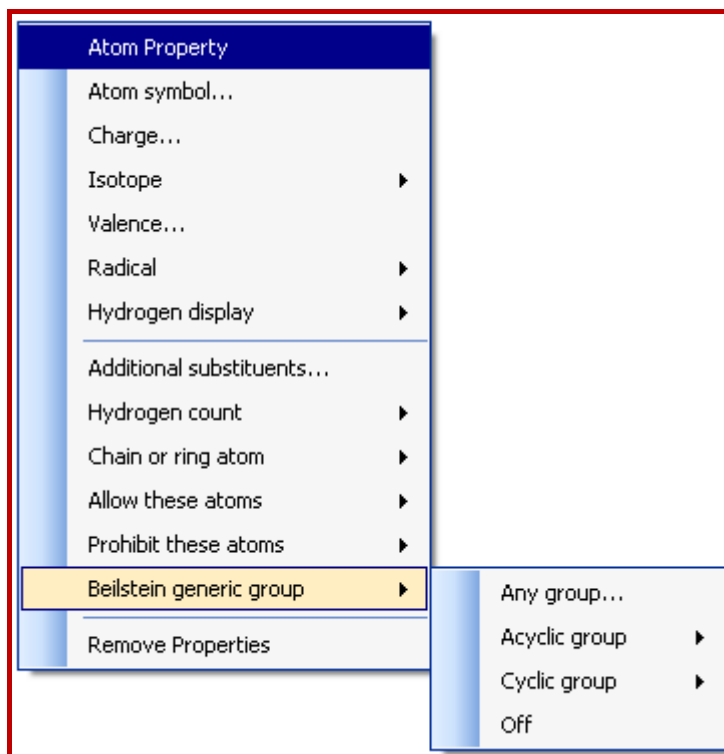 Atom Property
Atom symbol...
Charge...
Isotope
Valence...
Radical
Hydrogen display
Additional substituents...
Hydrogen count
Chain or ring atom
Allow these atoms
Prohibit these atoms
Beilstein generic group
Remove Properties
Any group...
Acyclic group
Cyclic group
Off